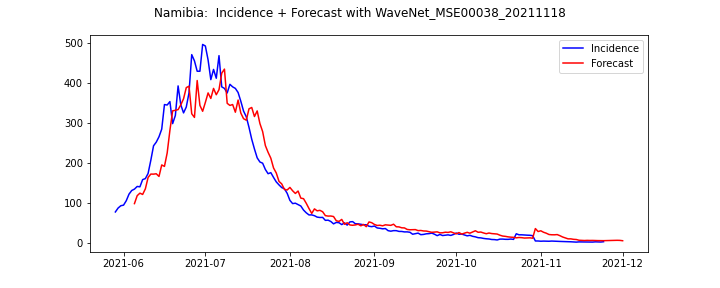 Namibia:  Incidence + Forecast with WaveNet_MSE00038_20211118
Incidence
Forecast
500
400
300
200
100
0
2021-06 2021-07 2021-08 2021-09 2021-10 2021-11 2021-12